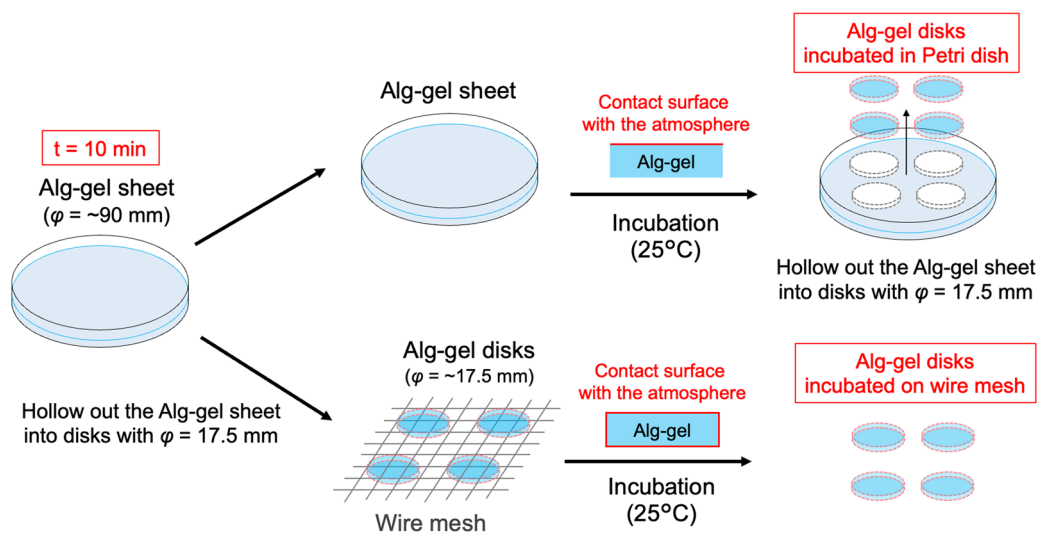 t = 10 min
Alg-gel sheet
(φ = ~90 mm)
Alg-gel sheet
Contact surface
with the atmosphere
Alg-gel
Incubation
(25°C)
Alg-gel disks
incubated in Petri dish
Hollow out the Alg-gel sheet
into disks with φ = 17.5 mm
Hollow out the Alg-gel sheet
into disks with φ = 17.5 mm
Alg-gel disks
(φ = ~17.5 mm)
Wire mesh
Contact surface
with the atmosphere
Alg-gel
Incubation
(25°C)
Alg-gel disks
incubated on wire mesh